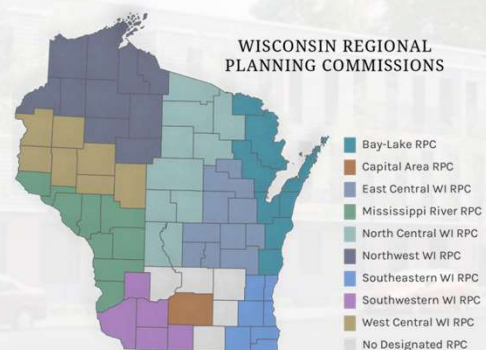 WISCONSIN REGIONAL
PLANNING COMMISSIONS
Bay-Lake RPC
Capital Area RPC
East Central WI RPC
Mississippi River RPC
North Central WI RPC
Northwest WI RPC
Southeastern WI RPC
Southwestern WI RPC
West Central WI RPC
No Designated RPC